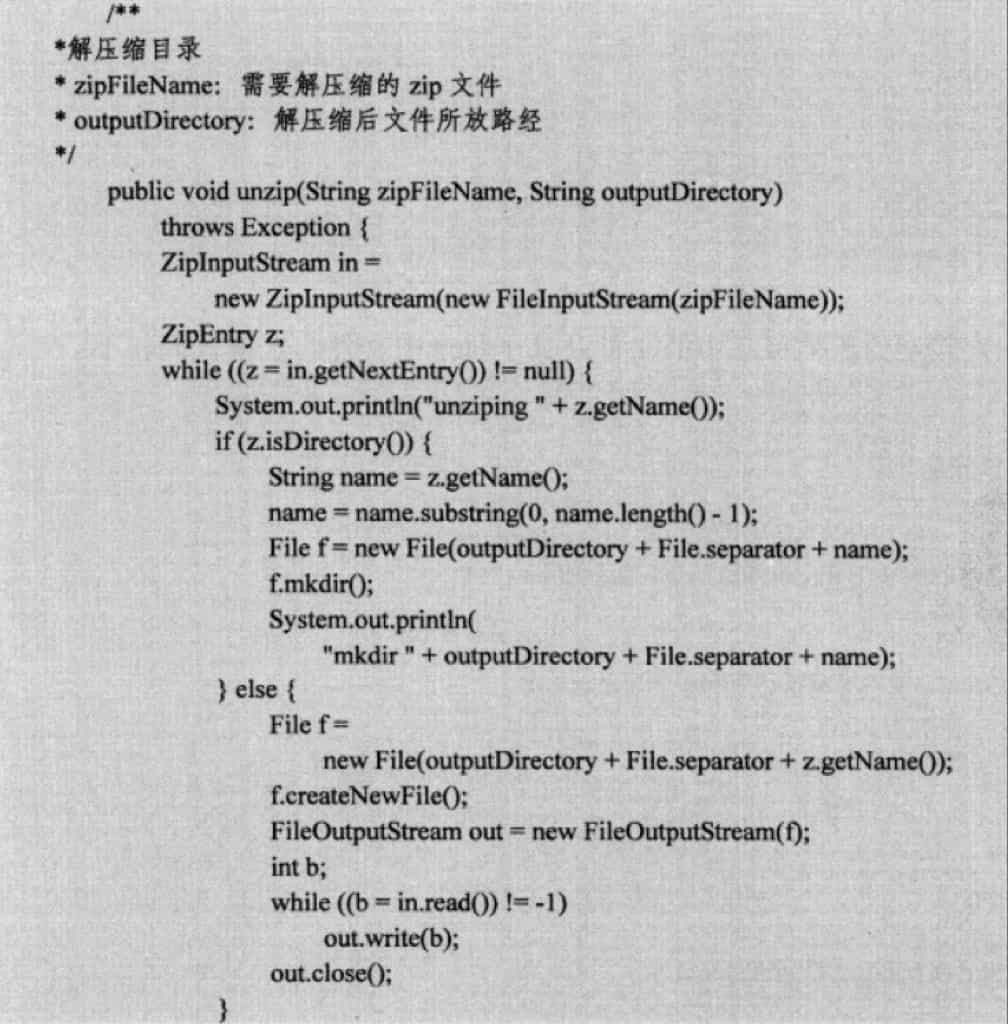 /**
*解压缩目录
* zipFileName: 需要解压缩的 zip 文件
* outputDirectory: 解压缩后文件所放路经
*/
public void unzip(String zipFileName, String outputDirectory)
throws Exception {
ZipInputStream in =
new ZipInputStream(new FileInputStream(zipFileName));
ZipEntry z;
while ((z = in.getNextEntry()) != null) {
System.out.println("unziping " + z.getName());
if (z.isDirectory()) {
String name = z.getName();
name = name.substring(0, name.length() - 1);
File f = new File(outputDirectory + File.separator + name);
f.mkdir();
System.out.println(
"mkdir " + outputDirectory + File.separator + name);
} else {
File f =
new File(outputDirectory + File.separator + z.getName());
f.createNewFile();
FileOutputStream out = new FileOutputStream(f);
int b;
while ((b = in.read()) != -1)
out.write(b);
out.close();
}